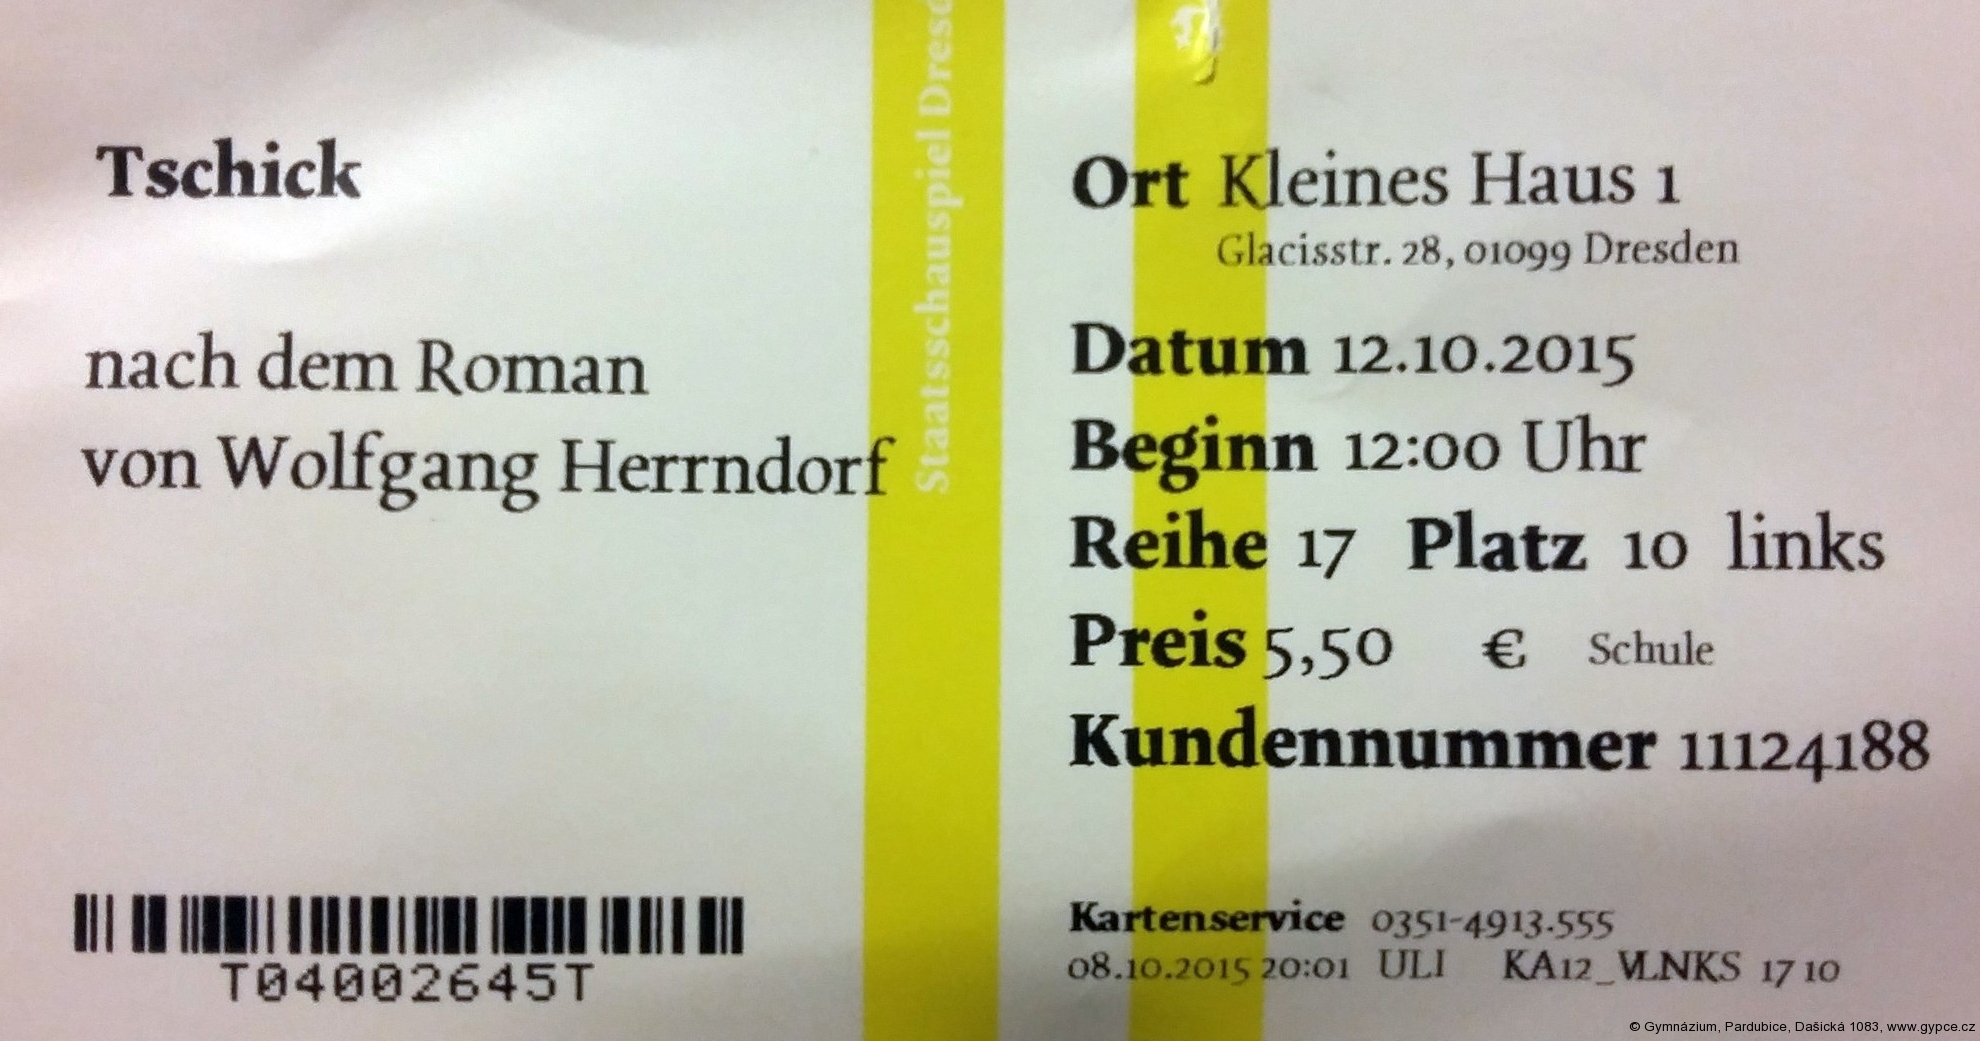 Tschick
nach dem Roman
von Wolfgang Herrndorf
T04002645T
Staatsschauspiel
Ort Kleines Haus 1
Glacisstr. 28, 01099 Dresden
Datum 12.10.2015
Beginn 12:00 Uhr
Reihe 17 Platz 10 links
Preis 5,50 € Schule
Kundennummer 11124188
Kartenservice 0351-4913.555
08.10.2015 20:01 ULI 17 10
© Gymnázium, Pardubice, Dašická 1083, www.gypce.cz